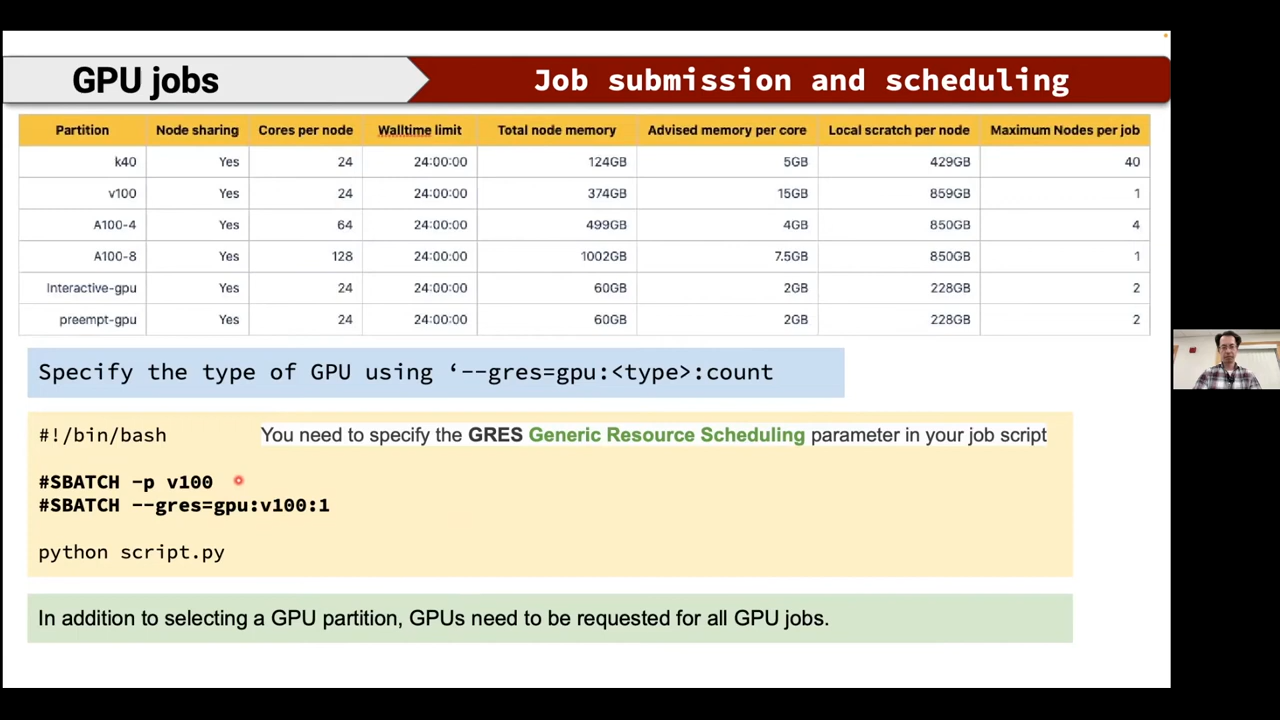 GPU jobs
Job submission and scheduling
Partition Node sharing Cores per node Walltime limit Total node memory Advised memory per core Local scratch per node Maximum Nodes per job
k40 Yes 24 24:00:00 124GB 5GB 429GB 40
v100 Yes 24 24:00:00 374GB 15GB 859GB 1
A100-4 Yes 64 24:00:00 499GB 4GB 850GB 4
A100-8 Yes 128 24:00:00 1002GB 7.5GB 850GB 1
Interactive-gpu Yes 24 24:00:00 60GB 2GB 228GB 2
preempt-gpu Yes 24 24:00:00 60GB 2GB 228GB 2
Specify the type of GPU using ‘--gres=gpu:<type>:count
#!/bin/bash
You need to specify the GRES Generic Resource Scheduling parameter in your job script
#SBATCH -p v100
#SBATCH --gres=gpu:v100:1
python script.py
In addition to selecting a GPU partition, GPUs need to be requested for all GPU jobs.